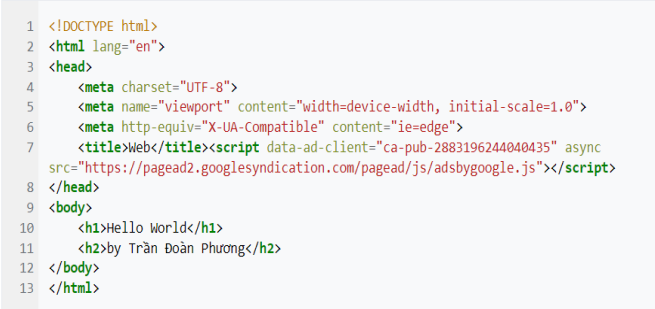 1 <!DOCTYPE html>
2 <html lang="en">
3 <head>
4 <meta charset="UTF-8">
5 <meta name="viewport" content="width=device-width, initial-scale=1.0">
6 <meta http-equiv="X-UA-Compatible" content="ie=edge">
7 <title>Web</title><script data-ad-client="ca-pub-2883196244040435" async
src="https://pagead2.googlesyndication.com/pagead/js/adsbygoogle.js"></script>
8 </head>
9 <body>
10 <h1>Hello World</h1>
11 <h2>by Trần Đoàn Phương</h2>
12 </body>
13 </html>